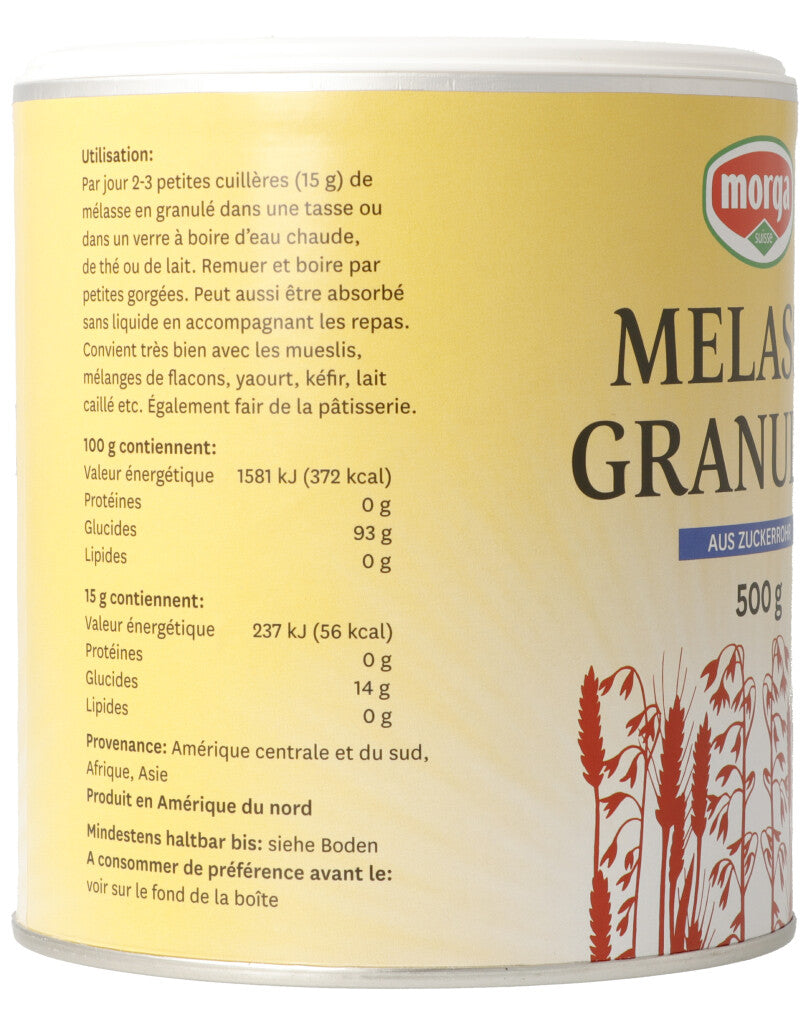 Utilisation:
Par jour 2-3 petites cuillères (15 g) de
mélasse en granulé dans une tasse ou
dans un verre à boire d'eau chaude,
de thé ou de lait. Remuer et boire par
petites gorgées. Peut aussi être absorbé
sans liquide en accompagnant les repas.
Convient très bien avec les mueslis,
mélanges de flacons, yaourt, kéfir, lait
caillé etc. Également fair de la pâtisserie.
100 g contiennent:
Valeur énergétique 1581 kJ (372 kcal)
Protéines 0 g
Glucides 93 g
Lipides 0 g
15 g contiennent:
Valeur énergétique 237 kJ (56 kcal)
Protéines 0 g
Glucides 14 g
Lipides 0 g
Provenance: Amérique centrale et du sud,
Afrique, Asie
Produit en Amérique du nord
Mindestens haltbar bis: siehe Boden
A consommer de préférence avant le:
voir sur le fond de la boîte
morga
suisse
MELAS
GRANU
AUS ZUCKERROHR
500 g